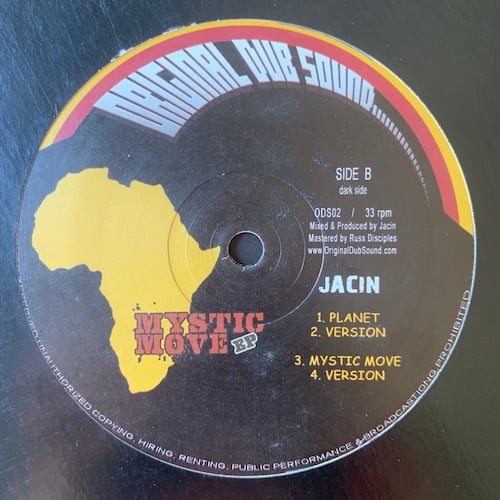 ORIGINAL DUB SOUND.........
SIDE B
dark side
ODS02 / 33 rpm
Mixed & Produced by Jacin
Mastered by Russ Disciples
www.OriginalDubSound.com
JACIN
MYSTIC
MOVE EP
1. PLANET
2. VERSION
3. MYSTIC MOVE
4. VERSION
UNAUTHORIZED COPYING, HIRING, RENTING, PUBLIC PERFORMANCE & BROADCASTIONG PROHIBITED